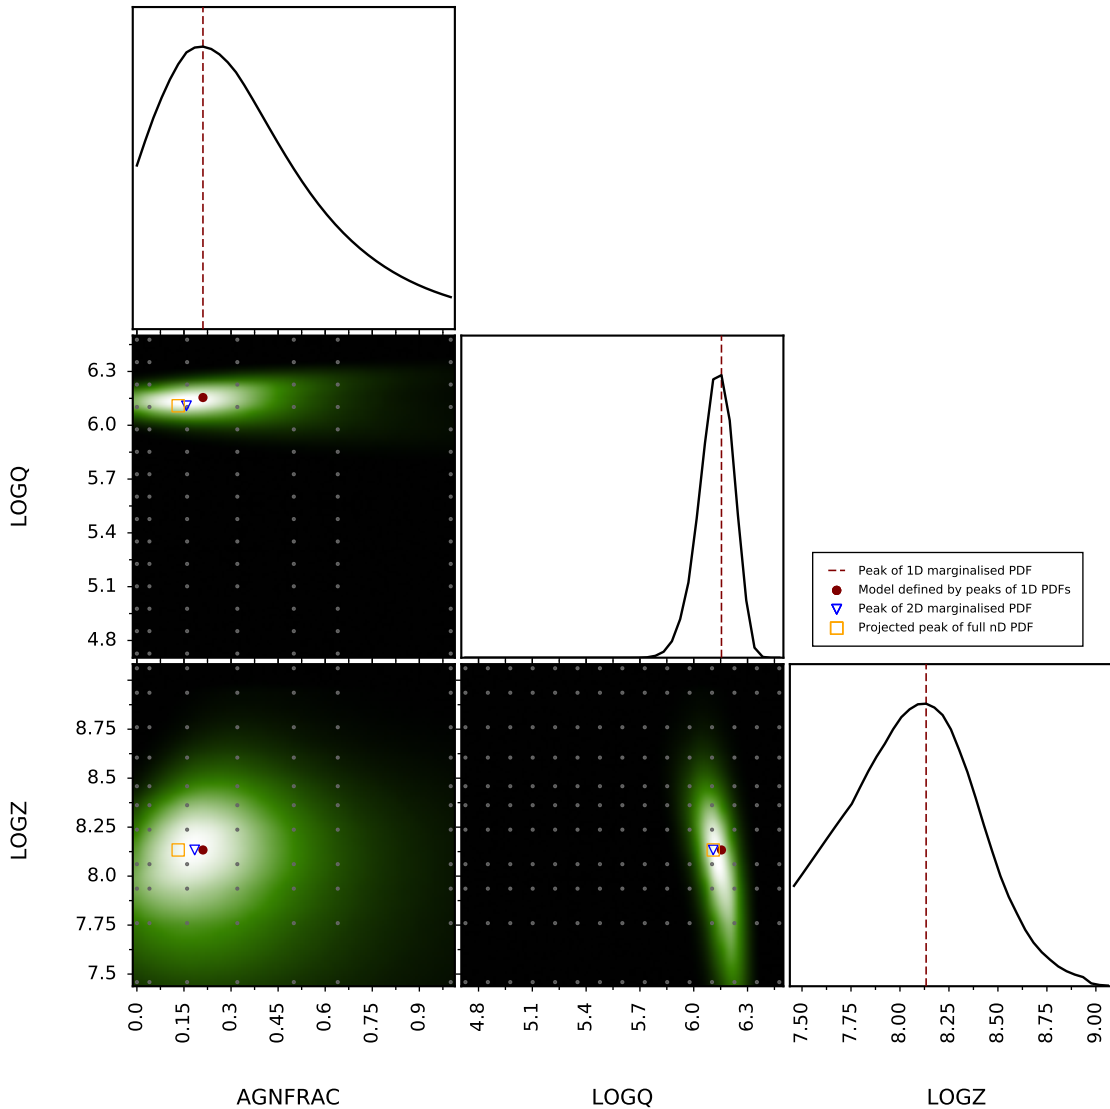 6.3
6.0
5.7
5.4
5.1
4.8
LOGQ
Peak of 1D marginalised PDF
Model defined by peaks of 1D PDFs
Peak of 2D marginalised PDF
Projected peak of full nD PDF
8.75
8.5
8.25
8.0
7.75
7.5
LOGZ
0.0 0.15 0.3 0.45 0.6 0.75 0.9
4.8 5.1 5.4 5.7 6.0 6.3
7.50 7.75 8.00 8.25 8.50 8.75 9.00
AGNFRAC LOGQ LOGZ